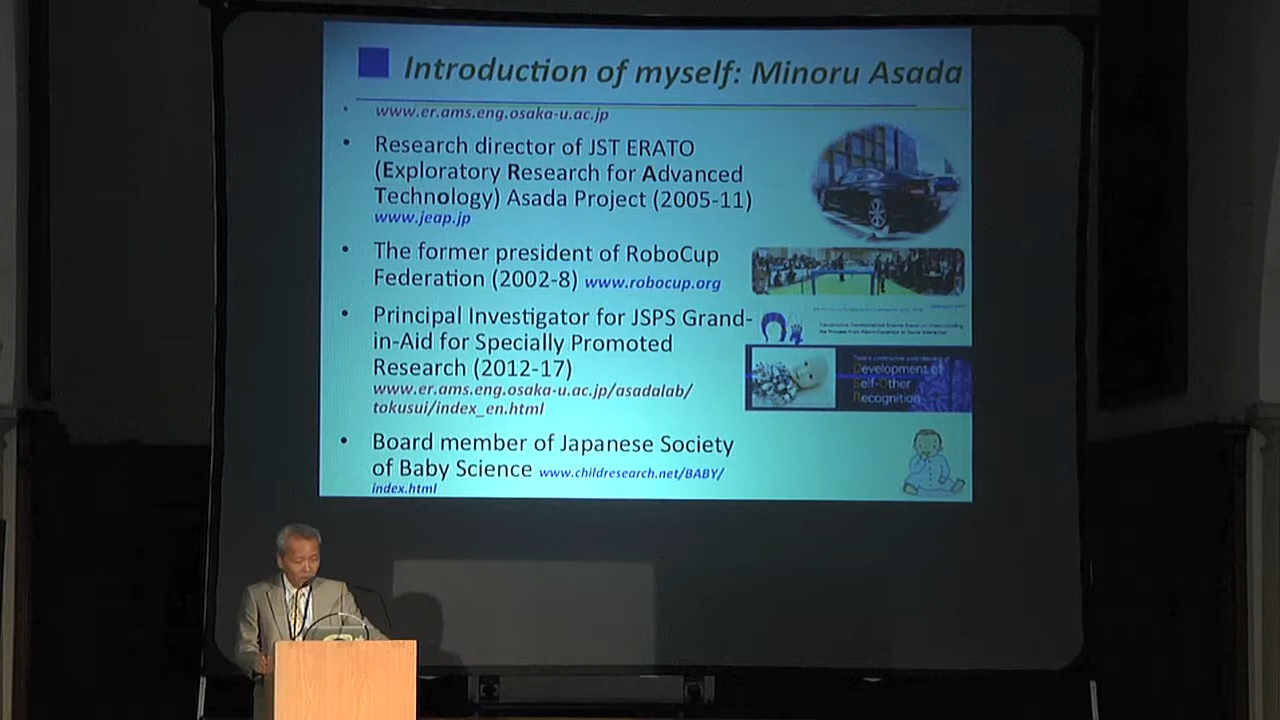 Introduction of myself: Minoru Asada
• www.er.ams.eng.osaka-u.ac.jp
• Research director of JST ERATO
(Exploratory Research for Advanced
Technology) Asada Project (2005-11)
www.jeap.jp
• The former president of RoboCup
Federation (2002-8) www.robocup.org
• Principal Investigator for JSPS Grand-
in-Aid for Specially Promoted
Research (2012-17)
www.er.ams.eng.osaka-u.ac.jp/asadalab/
tokusui/index_en.html
Development of
Self-Other
Recognition
• Board member of Japanese Society
of Baby Science www.childresearch.net/BABY/
index.html